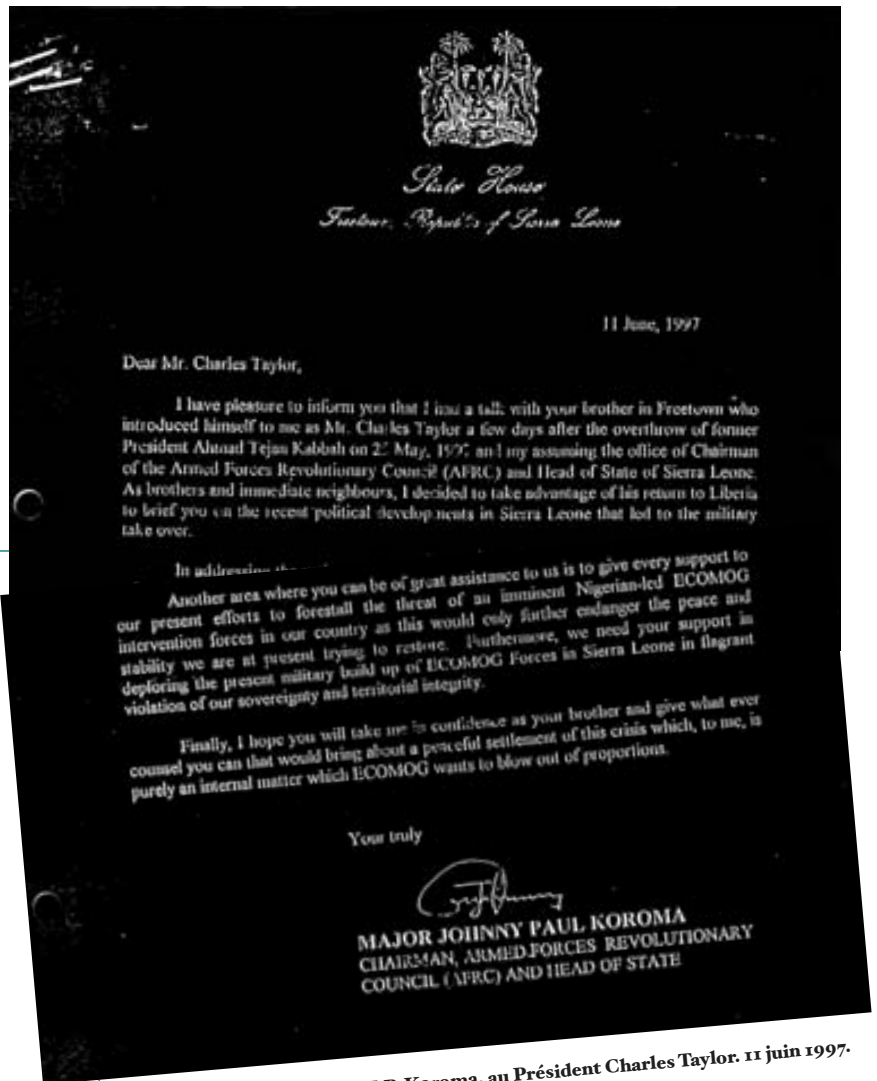 State House
Freetown, Republic of Sierra Leone
11 June, 1997
Dear Mr. Charles Taylor,
I have pleasure to inform you that I had a talk with your brother in Freetown who
introduced himself to me as Mr. Charles Taylor a few days after the overthrow of former
President Ahmad Tejan Kabbah on May, 1997 and my assuming the office of Chairman
of the Armed Forces Revolutionary Council (AFRC) and Head of State of Sierra Leone.
As brothers and immediate neighbours, I decided to take advantage of his return to Liberia
to brief you on the recent political developments in Sierra Leone that led to the military
take over.
In addressing
Another area where you can be of great assistance to us is to give every support to
our present efforts to forestall the threat of an imminent Nigerian-led ECOMOG
intervention forces in our country as this would only further endanger the peace and
stability we are at present trying to restore. Furthermore, we need your support in
deploring the present military build up of ECOMOG Forces in Sierra Leone in flagrant
violation of our sovereignty and territorial integrity.
Finally, I hope you will take me in confidence as your brother and give what ever
counsel you can that would bring about a peaceful settlement of this crisis which, to me, is
purely an internal matter which ECOMOG wants to blow out of proportions.
Your truly
MAJOR JOHNNY PAUL KOROMA
CHAIRMAN, ARMED FORCES REVOLUTIONARY
COUNCIL (AFRC) AND HEAD OF STATE
Koroma, au Président Charles Taylor. 11 juin 1997.